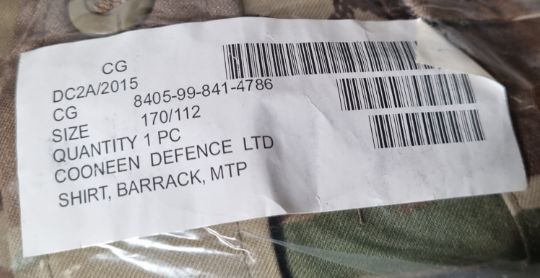 CG
DC2A/2015
CG 8405-99-841-4786
SIZE 170/112
QUANTITY 1 PC
COONEEN DEFENCE LTD
SHIRT, BARRACK, MTP